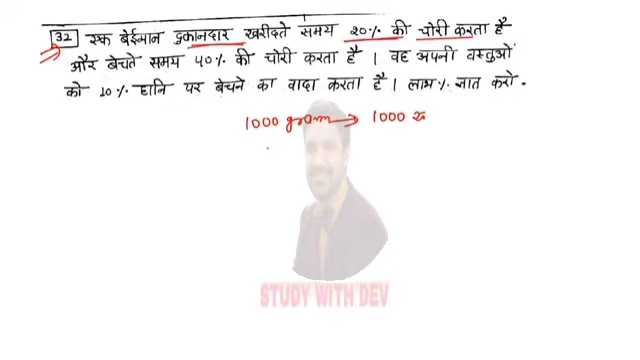 32 एक बेईमान दुकानदार खरीदते समय 20% की चोरी करता है
और बेचते समय 40% की चोरी करता है। वह अपनी वस्तुओं
को 10% हानि पर बेचने का वादा करता है। लाभ% ज्ञात करो।
1000 gram → 1000 रु
STUDY WITH DEV